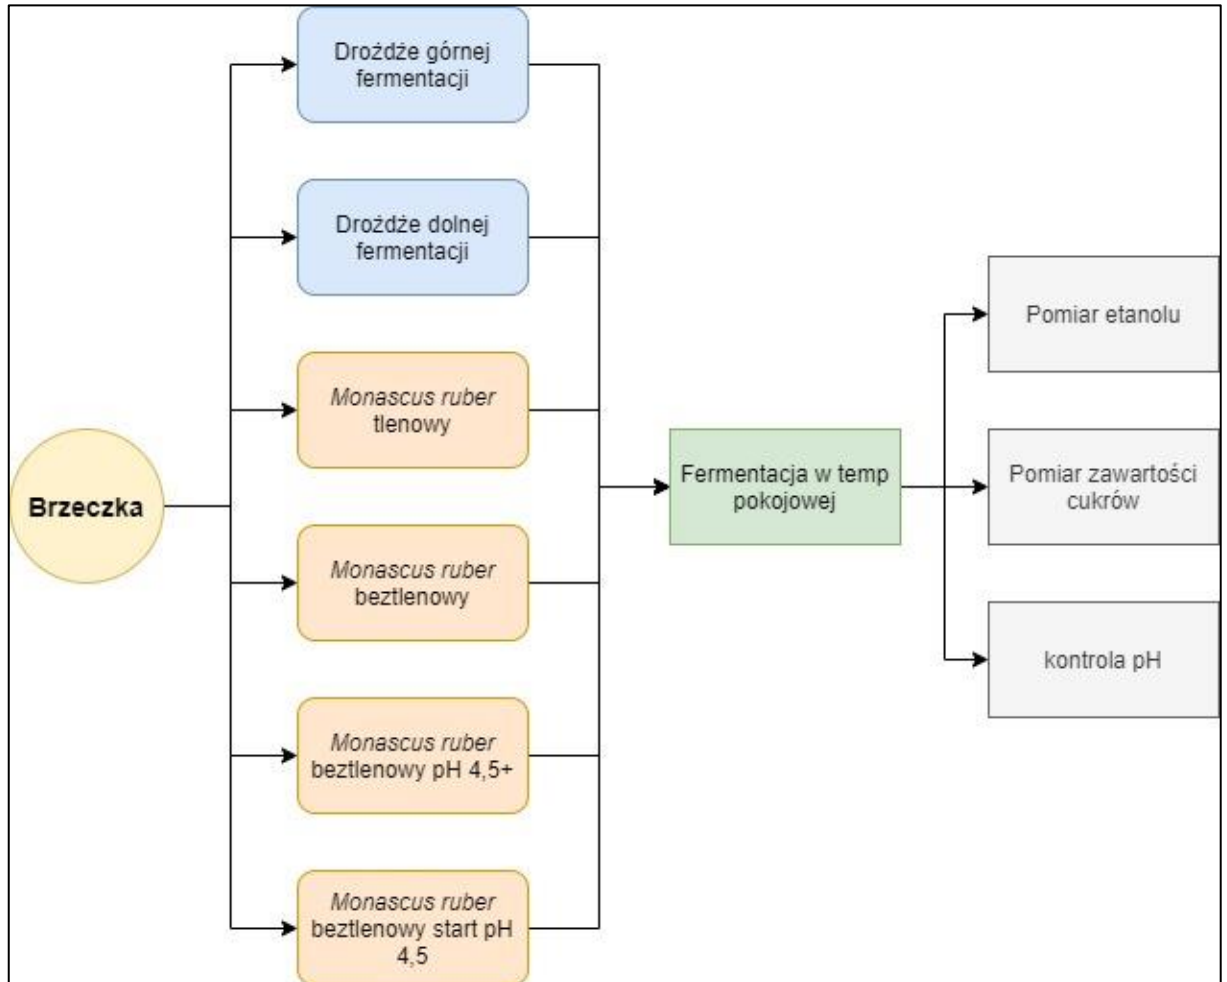 Brzeczka
Drożdże górnej
fermentacji
Drożdże dolnej
fermentacji
Monascus ruber
tlenowy
Monascus ruber
beztlenowy
Monascus ruber
beztlenowy pH 4,5+
Monascus ruber
beztlenowy start pH
4,5
Fermentacja w temp
pokojowej
Pomiar etanolu
Pomiar zawartości
cukrów
kontrola pH